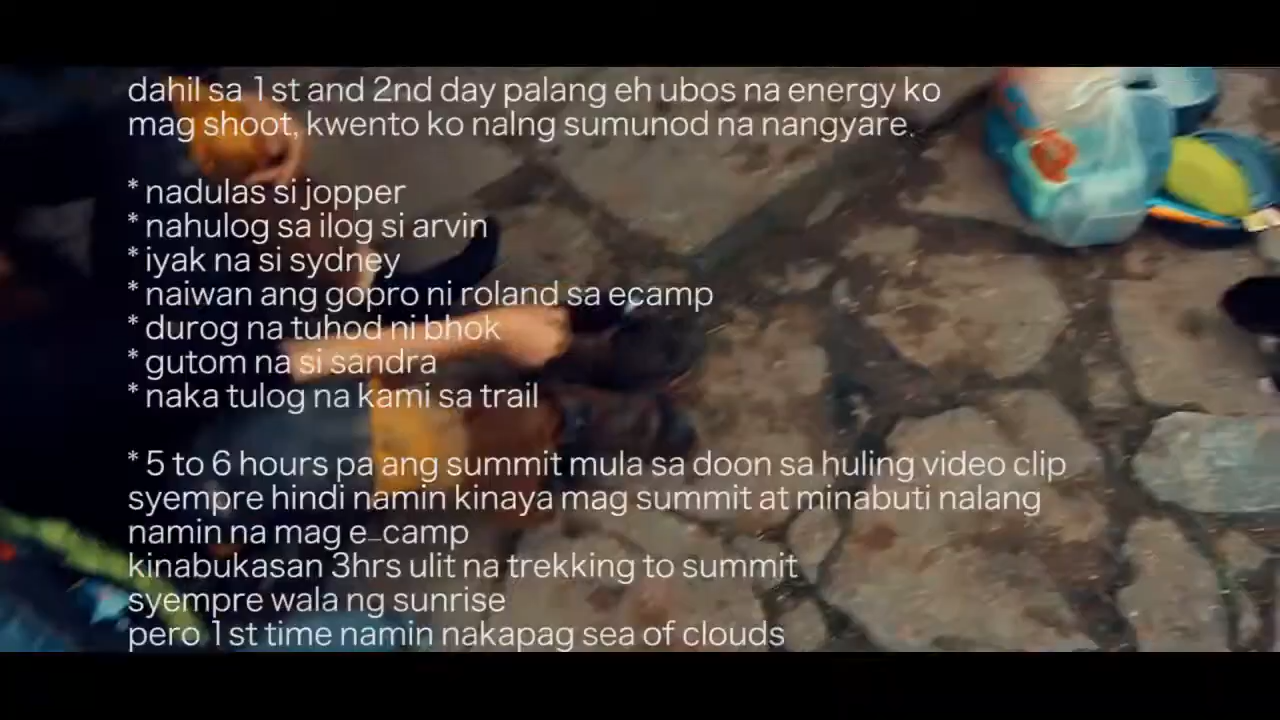 dahil sa 1st and 2nd day palang eh ubos na energy ko
mag shoot, kwento ko nalng sumunod na nangyare.
* nadulas si jopper
* nahulog sa ilog si arvin
* iyak na si sydney
* naiwan ang gopro ni roland sa ecamp
* durog na tuhod ni bhok
* gutom na si sandra
* naka tulog na kami sa trail
* 5 to 6 hours pa ang summit mula sa doon sa huling video clip
syempre hindi namin kinaya mag summit at minabuti nalang
namin na mag e_camp
kinabukasan 3hrs ulit na trekking to summit
syempre wala ng sunrise
pero 1st time namin nakapag sea of clouds